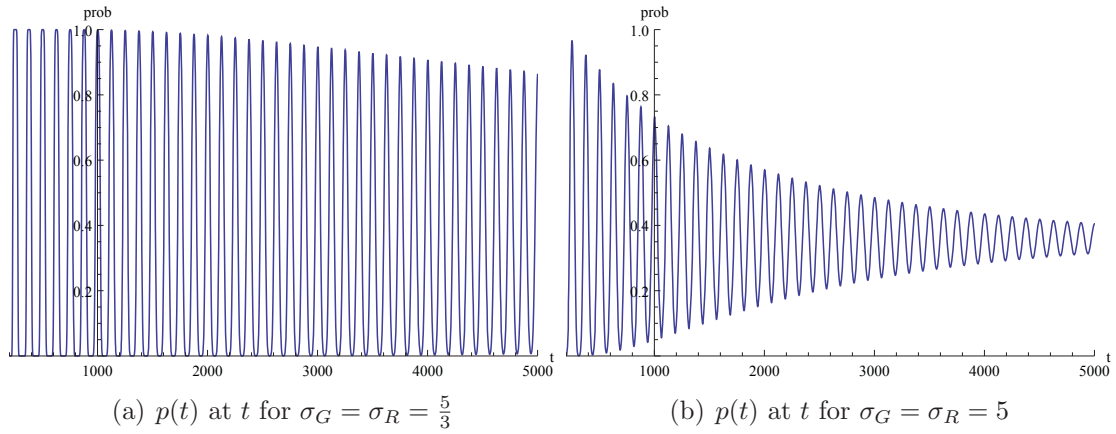 prob
1.0
0.8
0.6
0.4
0.2
1000 2000 3000 4000 5000
t
prob
1.0
0.8
0.6
0.4
0.2
1000 2000 3000 4000 5000
t
(a) p(t) at t for σ_G = σ_R = 5/3
(b) p(t) at t for σ_G = σ_R = 5